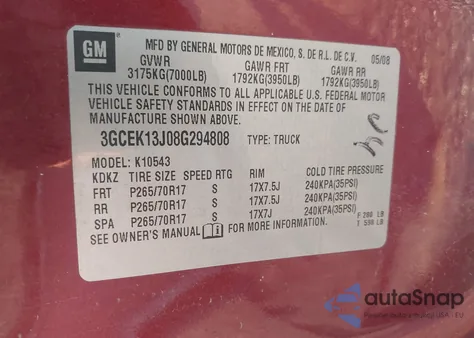 GM
MFD BY GENERAL MOTORS DE MEXICO, S DE R.L. DE C.V. 05/08
GVWR GAWR FRT GAWR RR
3175KG(7000LB) 1792KG(3950LB) 1792KG(3950LB)
THIS VEHICLE CONFORMS TO ALL APPLICABLE U.S. FEDERAL MOTOR
VEHICLE SAFETY STANDARDS IN EFFECT ON THE DATE OF
MANUFACTURE SHOWN ABOVE.
3GCEK13J08G294808 TYPE: TRUCK
MODEL: K10543
KDKZ TIRE SIZE SPEED RTG RIM COLD TIRE PRESSURE
FRT P265/70R17 S 17X7.5J 240KPA(35PSI)
RR P265/70R17 S 17X7.5J 240KPA(35PSI)
SPA P265/70R17 S 17X7J 240KPA(35PSI)
SEE OWNER'S MANUAL FOR MORE INFORMATION.
F 280 LB
T 598 LB
autoSnap